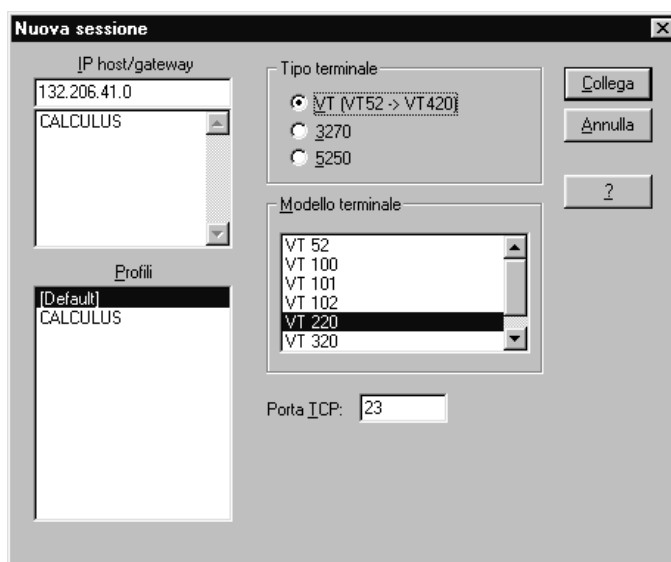 Nuova sessione
IP host/gateway
132.206.41.0
CALCULUS
Profili
[Default]
CALCULUS
Tipo terminale
VT (VT52 -> VT420)
3270
5250
Modello terminale
VT 52
VT 100
VT 101
VT 102
VT 220
VT 320
Porta TCP: 23
Collega
Annulla
?